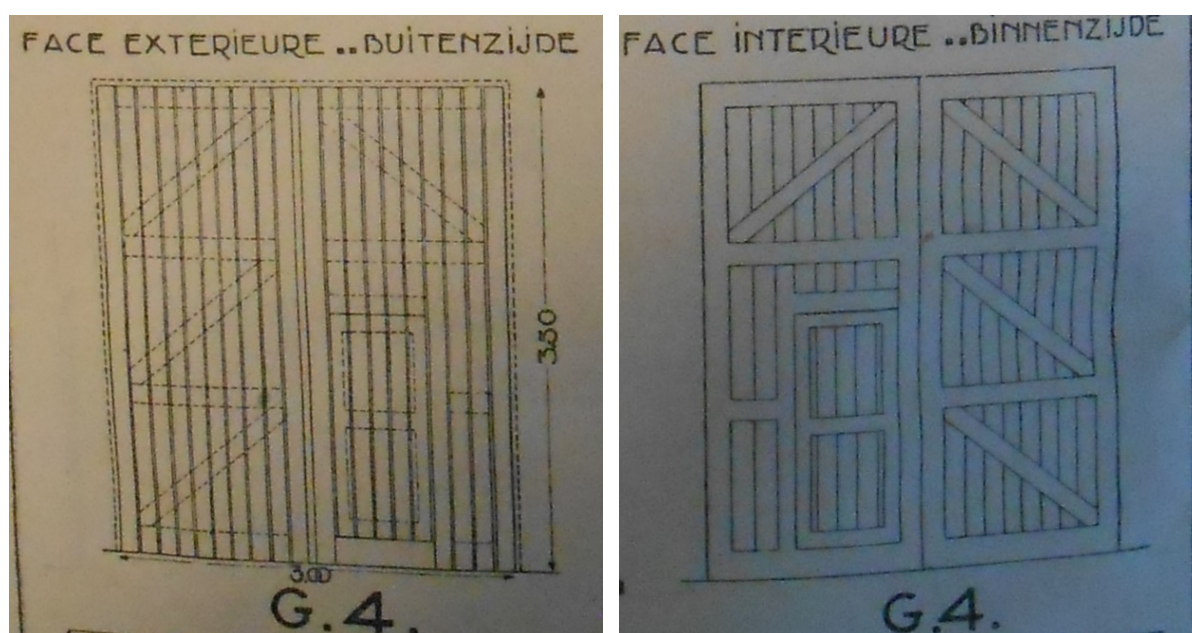 FACE EXTERiEURE .. BUiTENZiJDE
3.50
3.00
G.4.
FACE iNTERiEURE .. BiNNENZiJDE
G.4.